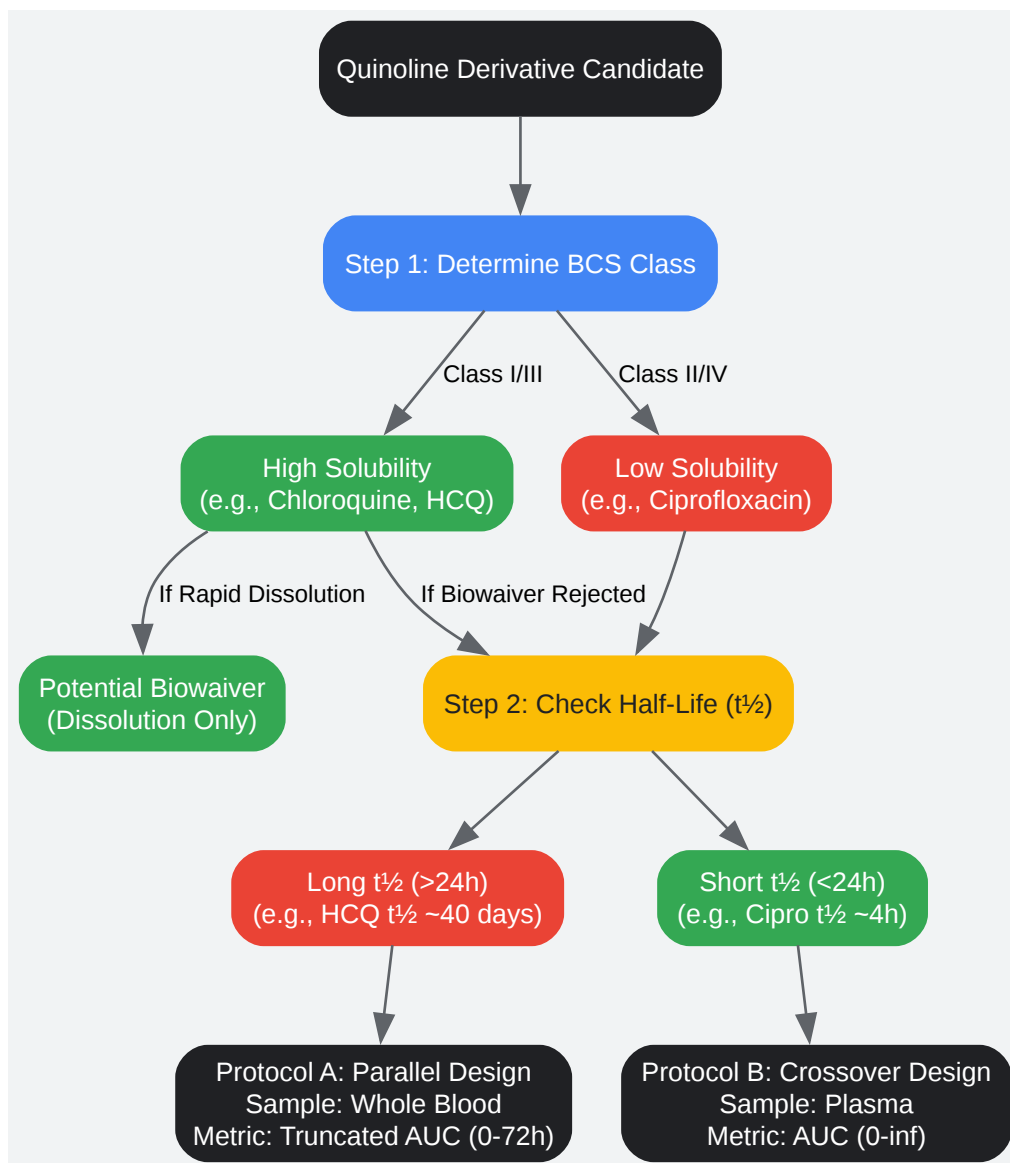 Quinoline Derivative Candidate
Step 1: Determine BCS Class
Class I/III
Class II/IV
High Solubility
(e.g., Chloroquine, HCQ)
Low Solubility
(e.g., Ciprofloxacin)
If Rapid Dissolution
If Biowaiver Rejected
Potential Biowaiver
(Dissolution Only)
Step 2: Check Half-Life (t½)
Long t½ (>24h)
(e.g., HCQ t½ ~40 days)
Short t½ (<24h)
(e.g., Cipro t½ ~4h)
Protocol A: Parallel Design
Sample: Whole Blood
Metric: Truncated AUC (0-72h)
Protocol B: Crossover Design
Sample: Plasma
Metric: AUC (0-inf)